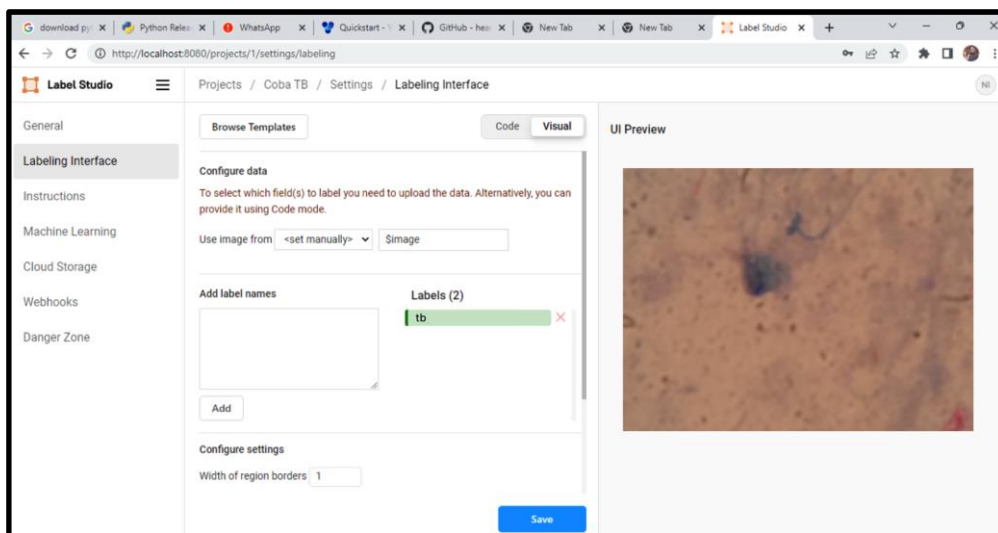 download py
Python Relea
WhatsApp
Quickstart - Y
GitHub - hea
New Tab
New Tab
Label Studio
http://localhost:8080/projects/1/settings/labeling
Label Studio
Projects / Coba TB / Settings / Labeling Interface
NI
General
Labeling Interface
Instructions
Machine Learning
Cloud Storage
Webhooks
Danger Zone
Browse Templates
Code Visual
Configure data
To select which field(s) to label you need to upload the data. Alternatively, you can
provide it using Code mode.
Use image from <set manually> $image
Add label names
Add
Labels (2)
tb
Configure settings
Width of region borders 1
Save
UI Preview